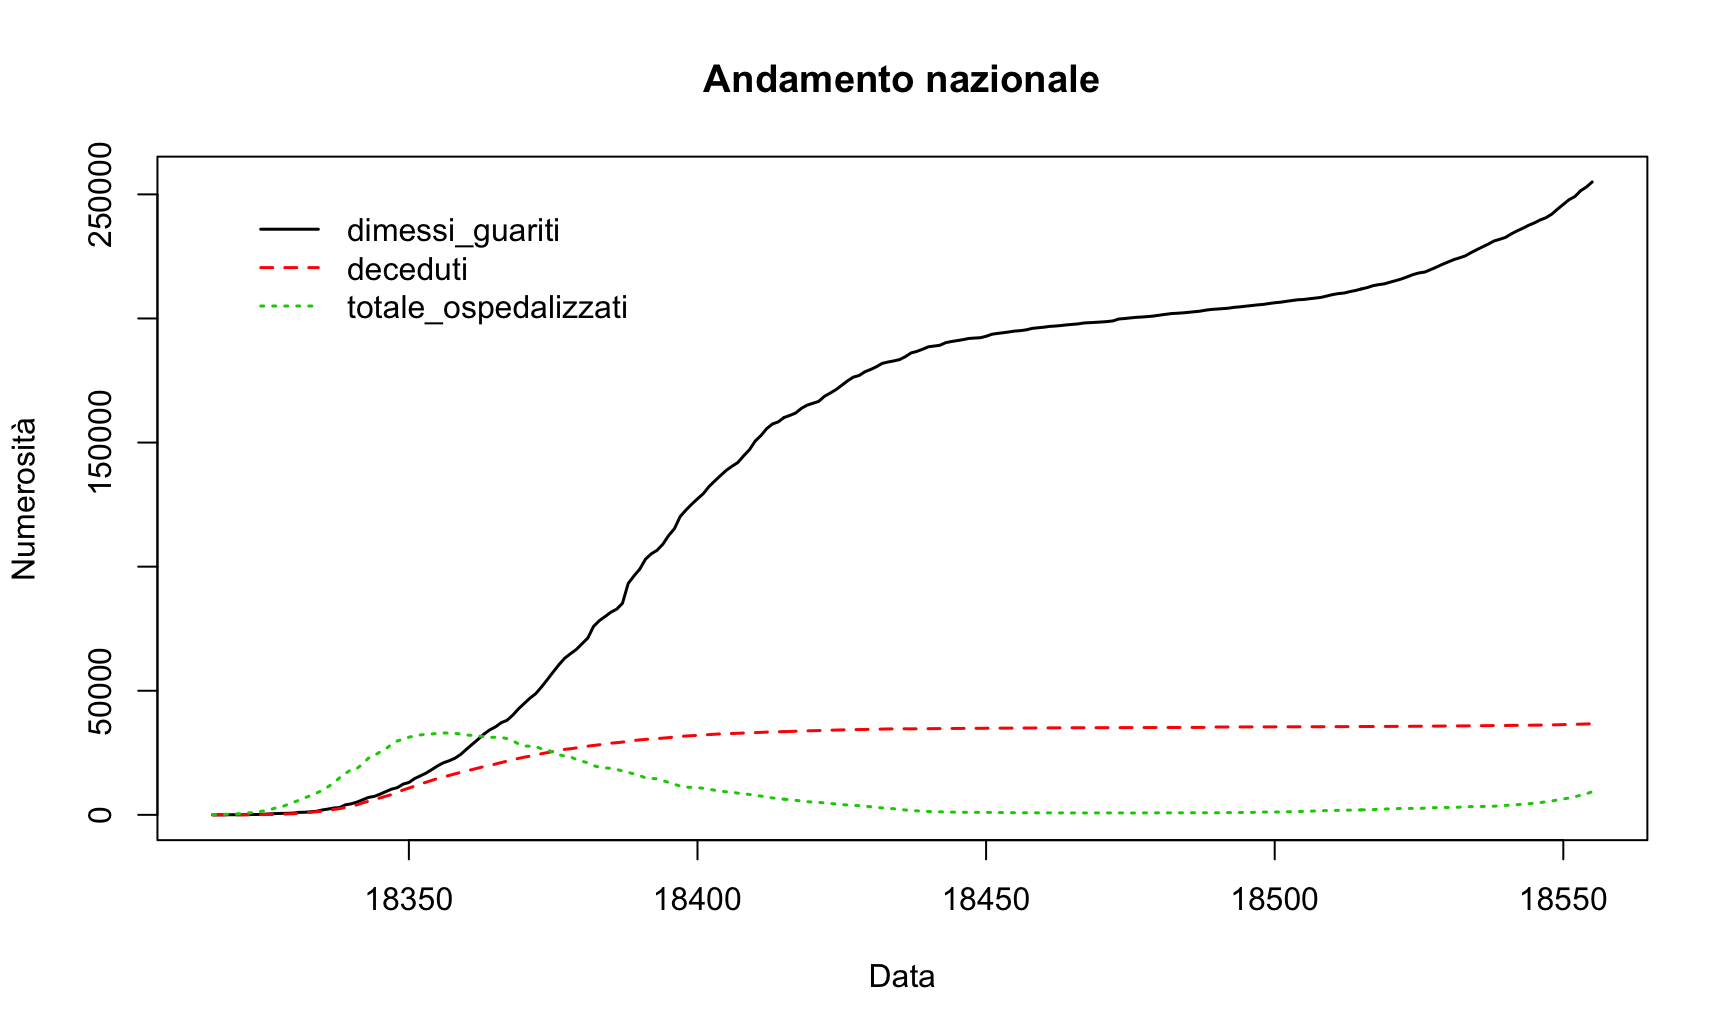 Andamento nazionale
250000
150000
50000
0
Numerosità
dimessi_guariti
deceduti
totale_ospedalizzati
18350 18400 18450 18500 18550
Data